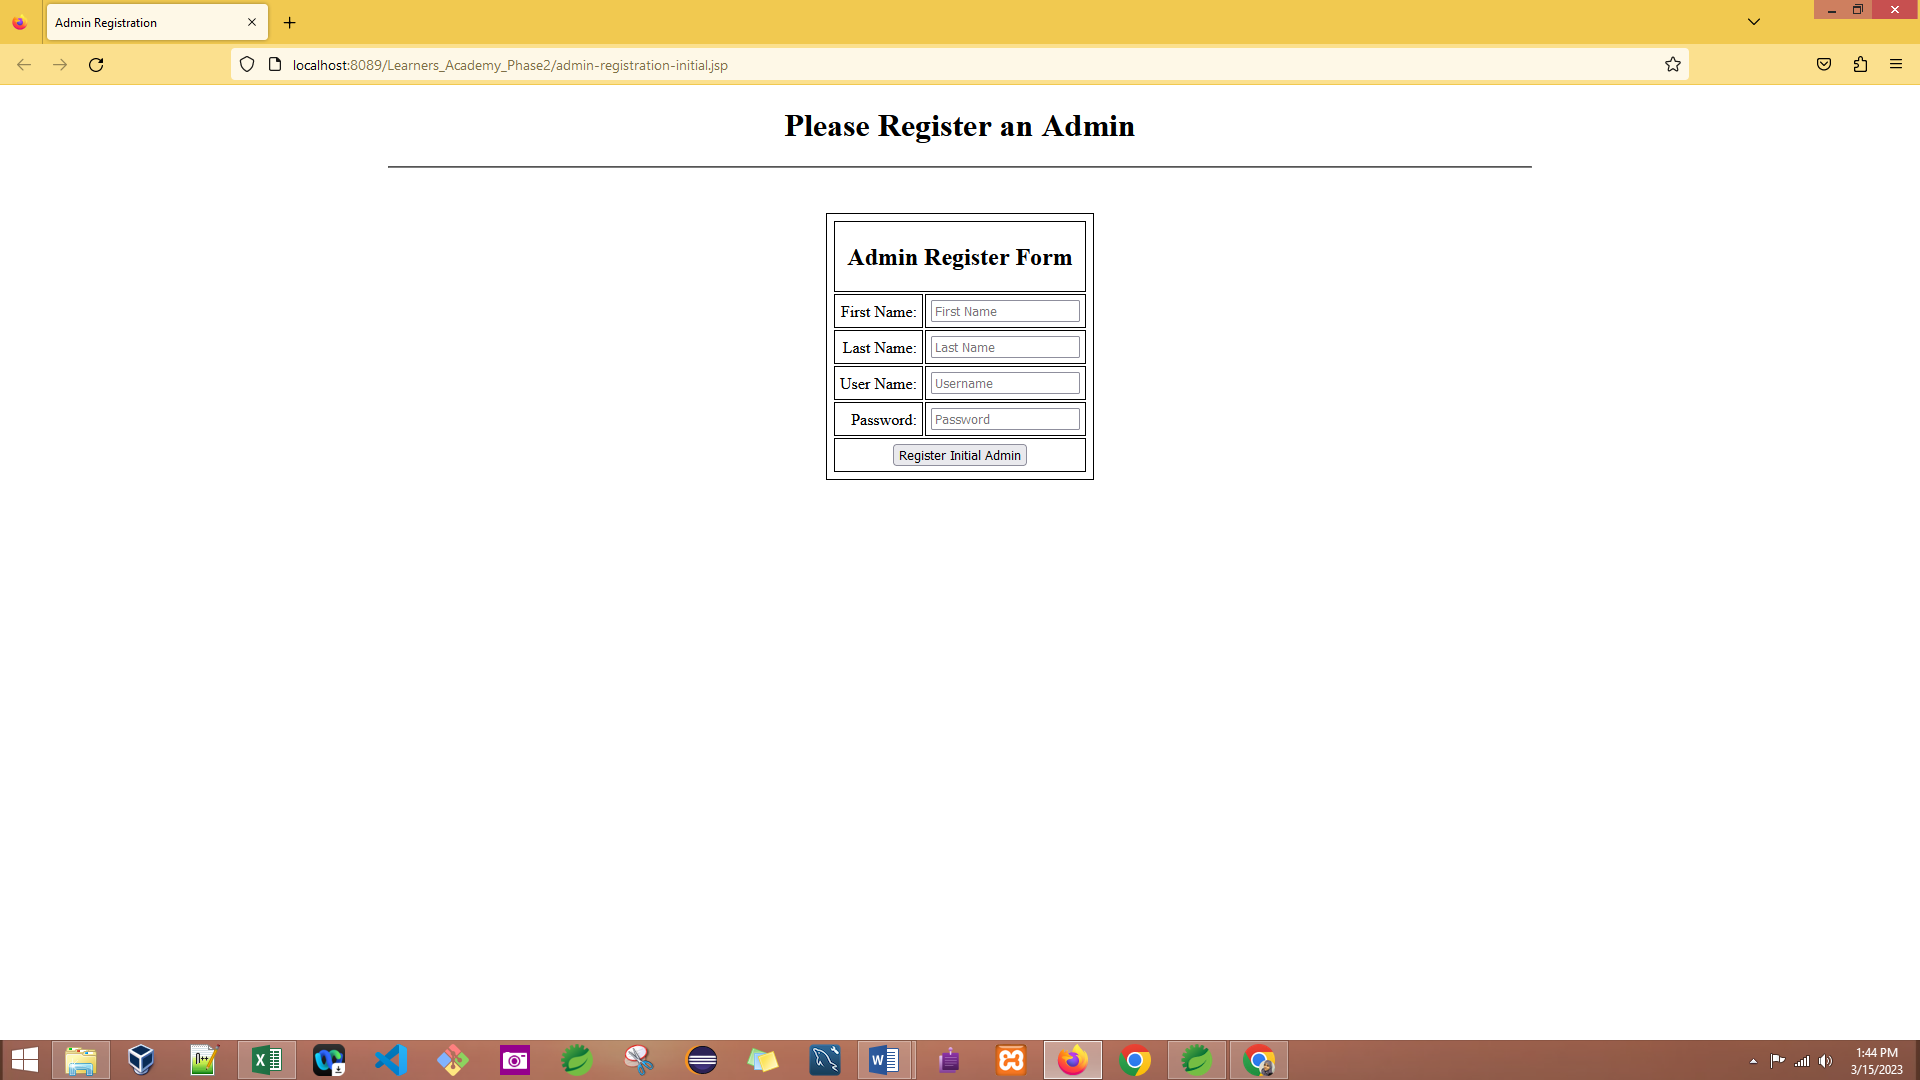 Admin Registration
localhost:8089/Learners_Academy_Phase2/admin-registration-initial.jsp
Please Register an Admin
Admin Register Form
First Name: First Name
Last Name: Last Name
User Name: Username
Password: Password
Register Initial Admin
1:44 PM
3/15/2023